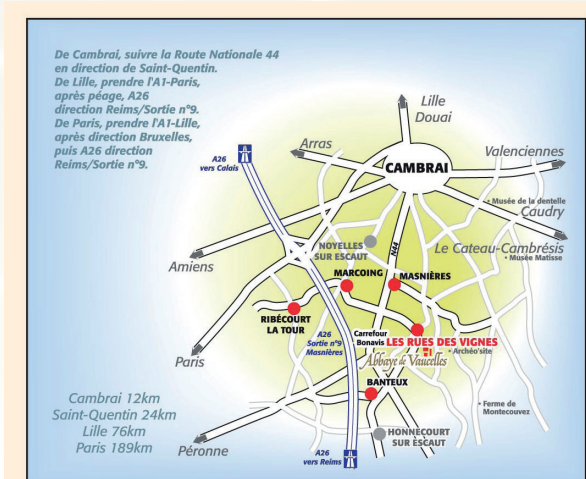 De Cambrai, suivre la Route Nationale 44
en direction de Saint-Quentin.
De Lille, prendre l'A1-Paris,
après péage, A26
direction Reims/Sortie n°9.
De Paris, prendre l'A1-Lille,
après direction Bruxelles,
puis A26 direction
Reims/Sortie n°9.
Lille
Douai
Arras
Valenciennes
A26
vers Calais
CAMBRAI
Musée de la dentelle
Caudry
Le Cateau-Cambrésis
Musée Matisse
NOYELLES
SUR ESCAUT
N44
Amiens
MARCOING
MASNIÈRES
RIBÉCOURT
LA TOUR
A26
Sortie n°9
Masnières
Carrefour
Bonavis
LES RUES DES VIGNES
Archéo'site
Abbaye de Vaucelles
Paris
BANTEUX
Cambrai 12km
Saint-Quentin 24km
Lille 76km
Paris 189km
Ferme de
Montecouvez
Péronne
HONNECOURT
SUR ESCAUT
A26
vers Reims